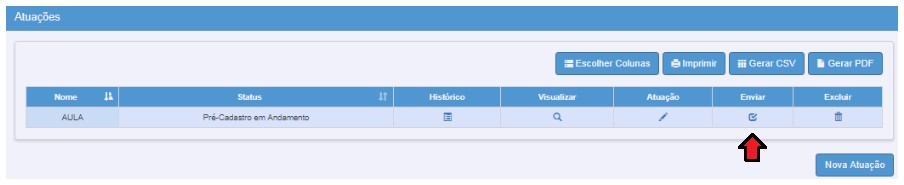 Atuações
Escolher Colunas Imprimir Gerar CSV Gerar PDF
Nome Status Histórico Visualizar Atuação Enviar Excluir
AULA Pré-Cadastro em Andamento
Nova Atuação